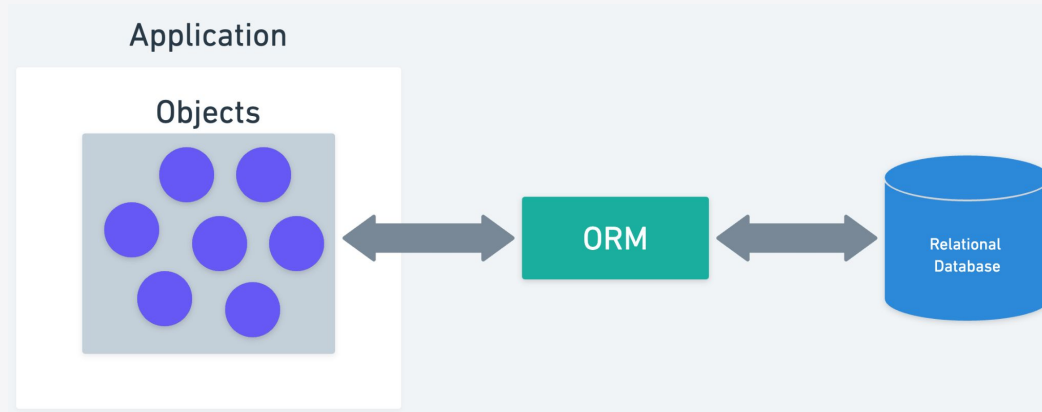 Application
Objects
ORM
Relational
Database